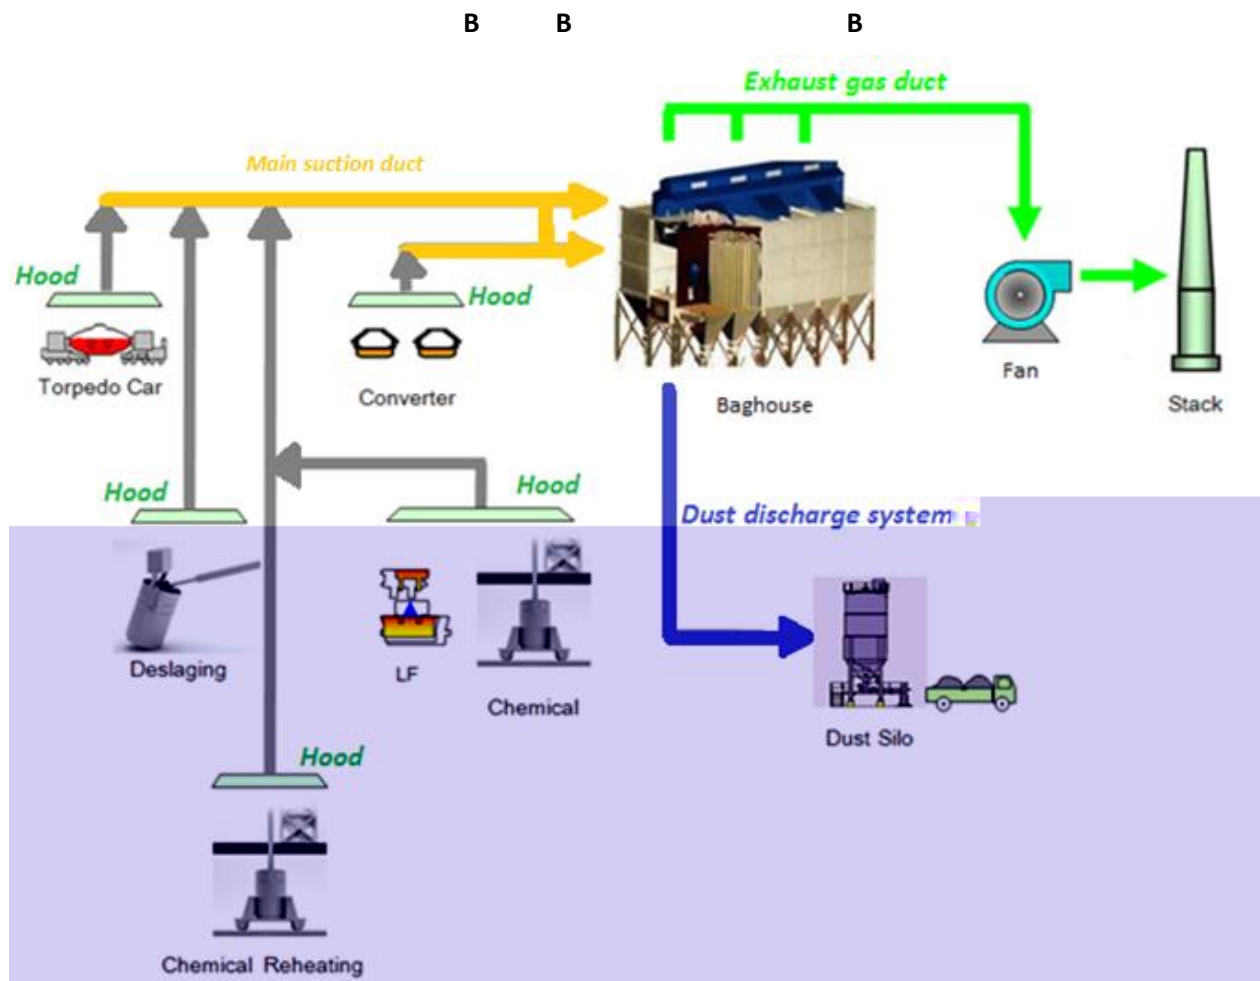 B B B
Exhaust gas duct
Main suction duct
Hood
Hood
Torpedo Car
Converter
Baghouse
Fan
Stack
Hood
Hood
Dust discharge system
Deslaging
LF
Chemical
Dust Silo
Hood
Chemical Reheating